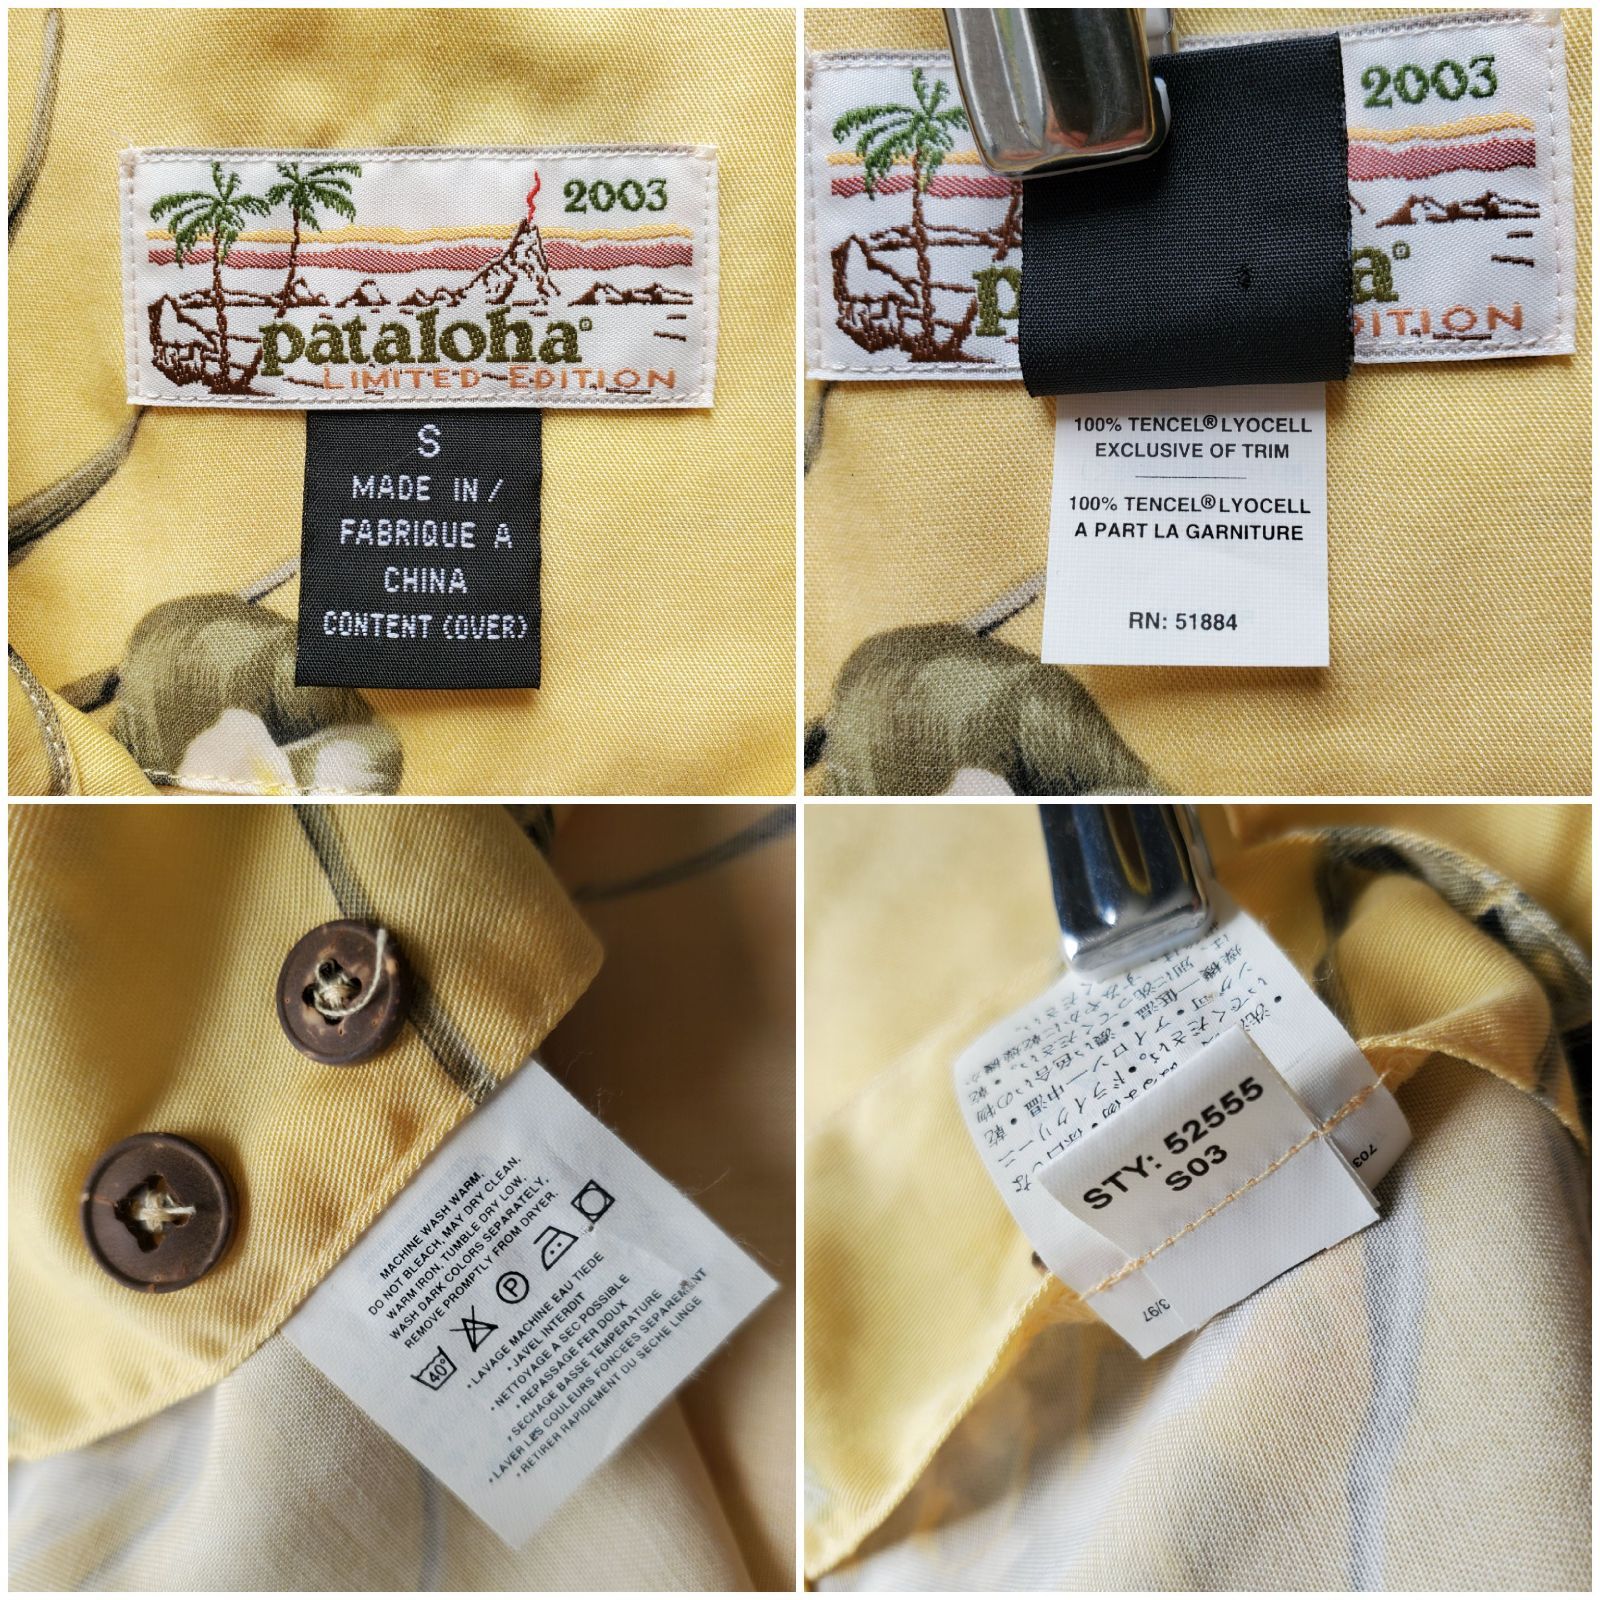 2003
pataloha®
LIMITED EDITION
S
MADE IN /
FABRIQUE A
CHINA
CONTENT (OVER)
2003
p a®
DITION
100% TENCEL® LYOCELL
EXCLUSIVE OF TRIM
100% TENCEL® LYOCELL
A PART LA GARNITURE
RN: 51884
MACHINE WASH WARM.
DO NOT BLEACH, MAY DRY CLEAN.
WARM IRON, TUMBLE DRY LOW.
WASH DARK COLORS SEPARATELY,
REMOVE PROMPTLY FROM DRYER.
40° P
• LAVAGE MACHINE EAU TIEDE
• JAVEL INTERDIT
• NETTOYAGE A SEC POSSIBLE
• REPASSAGE FER DOUX
• SECHAGE BASSE TEMPERATURE
• LAVER LES COULEURS FONCEES SEPAREMENT
• RETIRER RAPIDEMENT DU SECHE LINGE
STY: 52555
S03
703
3/97